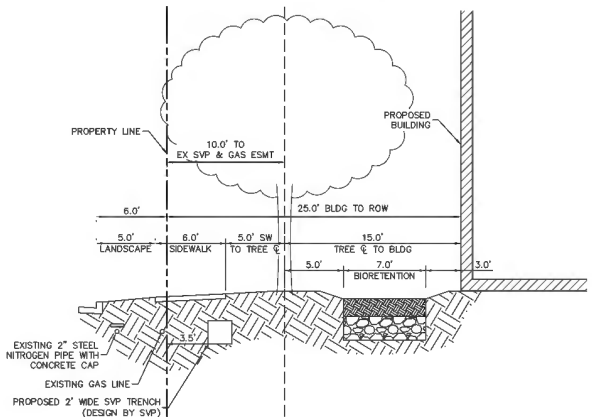 PROPERTY LINE
PROPOSED
BUILDING
10.0' TO
EX SVP & GAS ESMT
6.0'
25.0' BLDG TO ROW
5.0'
LANDSCAPE
6.0'
SIDEWALK
5.0' SW
TO TREE ℄
15.0'
TREE ℄ TO BLDG
5.0'
7.0'
BIORETENTION
3.0'
3.5'
EXISTING 2" STEEL
NITROGEN PIPE WITH
CONCRETE CAP
EXISTING GAS LINE
PROPOSED 2' WIDE SVP TRENCH
(DESIGN BY SVP)